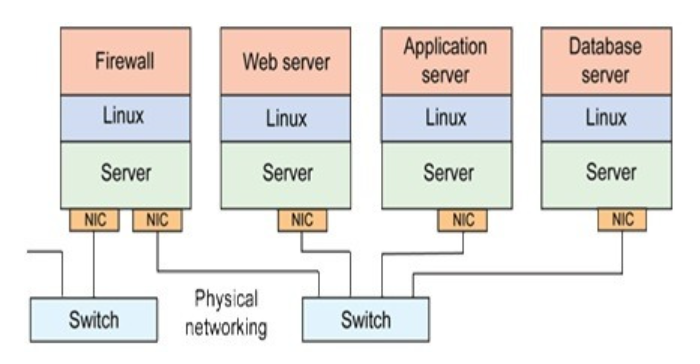 Firewall
Web server
Application
server
Database
server
Linux
Linux
Linux
Linux
Server
Server
Server
Server
NIC
NIC
NIC
NIC
NIC
Physical
networking
Switch
Switch